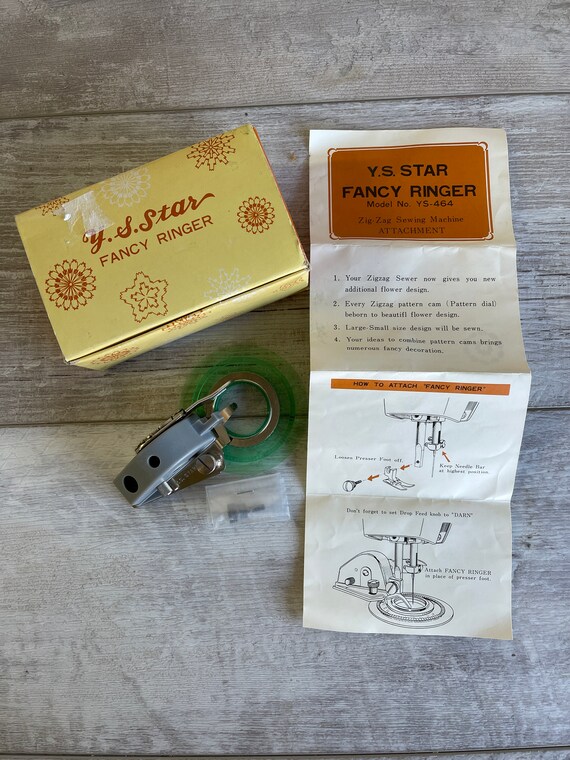 y.S.Star
FANCY RINGER
Y.S. STAR
FANCY RINGER
Model No. YS-464
Zig-Zag Sewing Machine
ATTACHMENT
1. Your Zigzag Sewer now gives you new
additional flower design.
2. Every Zigzag pattern cam (Pattern dial)
beborn to beautifl flower design.
3. Large-Small size design will be sewn.
4. Your ideas to combine pattern cams brings
numerous fancy decoration.
HOW TO ATTACH "FANCY RINGER"
Loosen Presser Foot off.
Keep Needle Bar
at highest position
Don't forget to set Drop Feed knob to "DARN"
Attach FANCY RINGER
in place of presser foot.